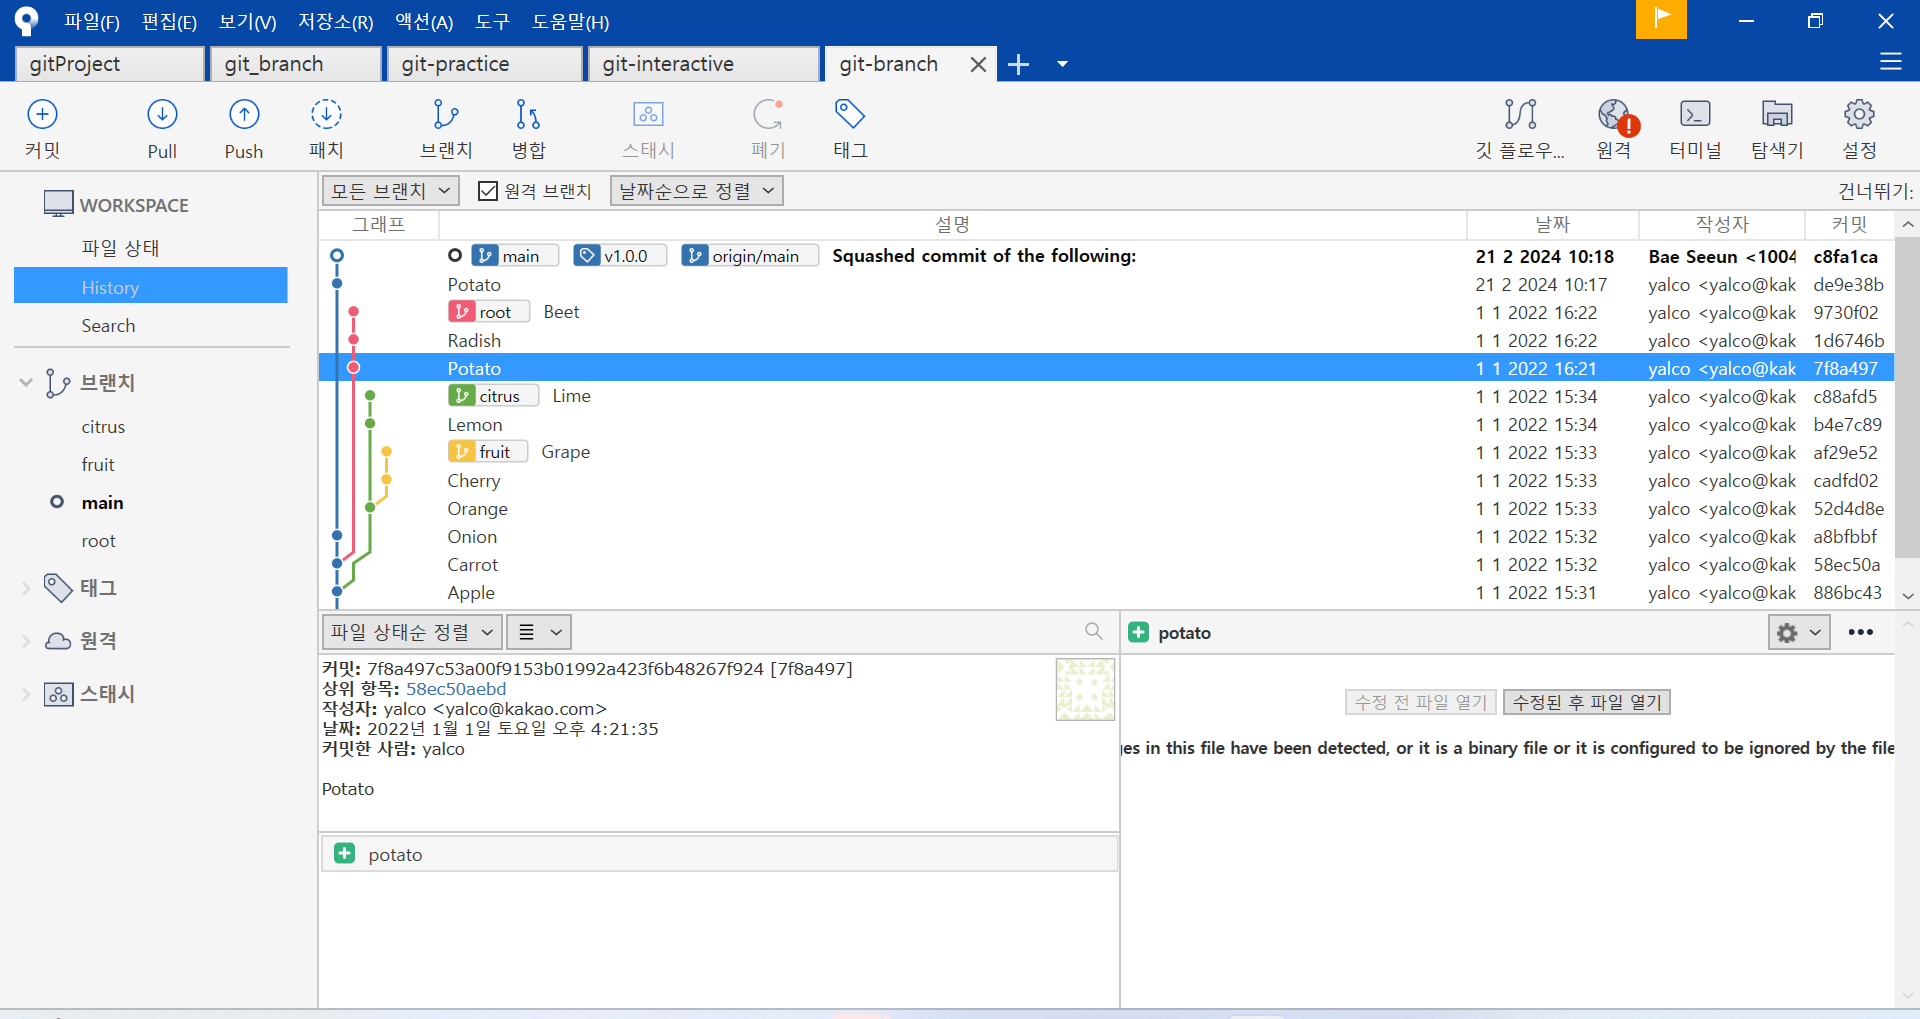 파일(F) 편집(E) 보기(V) 저장소(R) 액션(A) 도구 도움말(H)
gitProject git_branch git-practice git-interactive git-branch
커밋 Pull Push 패치 브랜치 병합 스태시 폐기 태그 깃 플로우... 원격 터미널 탐색기 설정
WORKSPACE
파일 상태
History
Search
브랜치
citrus
fruit
main
root
태그
원격
스태시
모든 브랜치 원격 브랜치 날짜순으로 정렬 건너뛰기:
그래프 설명 날짜 작성자 커밋
main v1.0.0 origin/main Squashed commit of the following: 21 2 2024 10:18 Bae Seeun <1004 c8fa1ca
Potato 21 2 2024 10:17 yalco <yalco@kak de9e38b
root Beet 1 1 2022 16:22 yalco <yalco@kak 9730f02
Radish 1 1 2022 16:22 yalco <yalco@kak 1d6746b
Potato 1 1 2022 16:21 yalco <yalco@kak 7f8a497
citrus Lime 1 1 2022 15:34 yalco <yalco@kak c88afd5
Lemon 1 1 2022 15:34 yalco <yalco@kak b4e7c89
fruit Grape 1 1 2022 15:33 yalco <yalco@kak af29e52
Cherry 1 1 2022 15:33 yalco <yalco@kak cadfd02
Orange 1 1 2022 15:33 yalco <yalco@kak 52d4d8e
Onion 1 1 2022 15:32 yalco <yalco@kak a8bfbbf
Carrot 1 1 2022 15:32 yalco <yalco@kak 58ec50a
Apple 1 1 2022 15:31 yalco <yalco@kak 886bc43
파일 상태순 정렬
커밋: 7f8a497c53a00f9153b01992a423f6b48267f924 [7f8a497]
상위 항목: 58ec50aebd
작성자: yalco <yalco@kakao.com>
날짜: 2022년 1월 1일 토요일 오후 4:21:35
커밋한 사람: yalco
Potato
potato
potato
수정 전 파일 열기 수정된 후 파일 열기
es in this file have been detected, or it is a binary file or it is configured to be ignored by the file